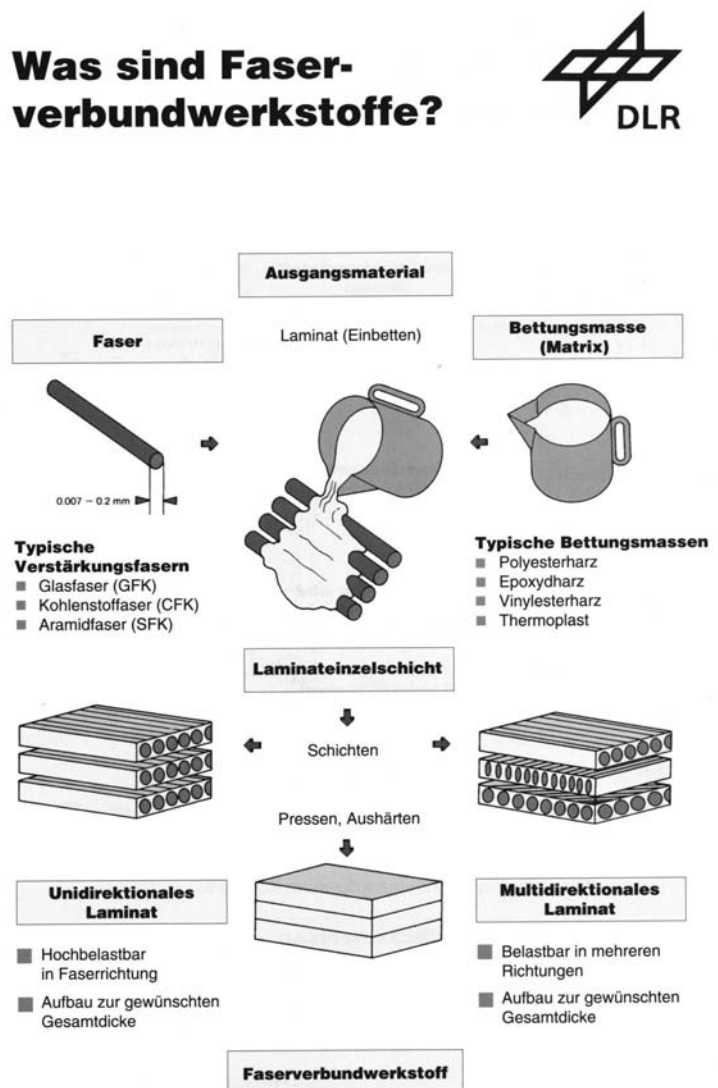 Was sind Faser-
verbundwerkstoffe?
DLR
Ausgangsmaterial
Faser
Laminat (Einbetten)
Bettungsmasse
(Matrix)
0.007 – 0.2 mm
Typische
Verstärkungsfasern
Glasfaser (GFK)
Kohlenstoffaser (CFK)
Aramidfaser (SFK)
Typische Bettungsmassen
Polyesterharz
Epoxydharz
Vinylesterharz
Thermoplast
Laminateinzelschicht
Schichten
Pressen, Aushärten
Unidirektionales
Laminat
Hochbelastbar
in Faserrichtung
Aufbau zur gewünschten
Gesamtdicke
Multidirektionales
Laminat
Belastbar in mehreren
Richtungen
Aufbau zur gewünschten
Gesamtdicke
Faserverbundwerkstoff